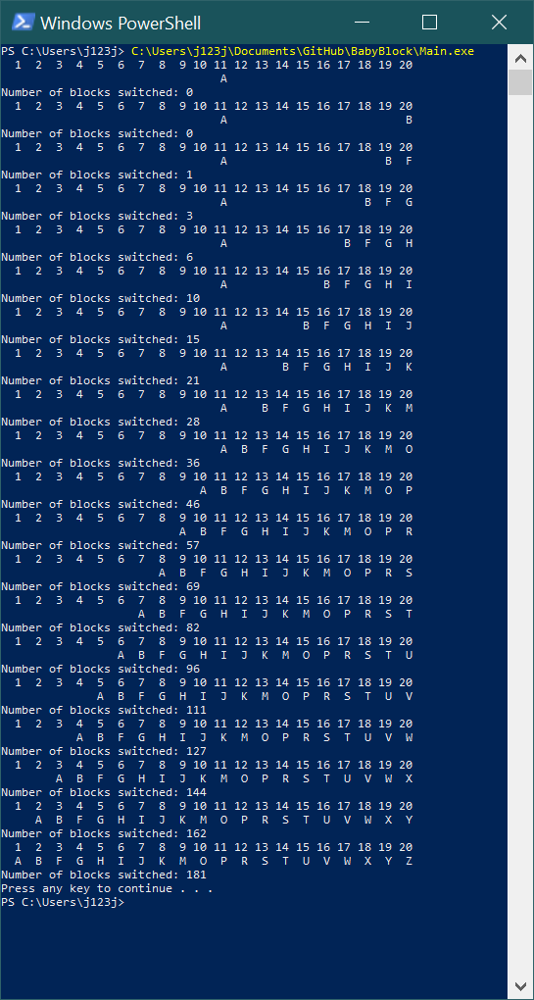 Windows PowerShell
PS C:\Users\j123j> C:\Users\j123j\Documents\GitHub\BabyBlock\Main.exe
1 2 3 4 5 6 7 8 9 10 11 12 13 14 15 16 17 18 19 20
A
Number of blocks switched: 0
1 2 3 4 5 6 7 8 9 10 11 12 13 14 15 16 17 18 19 20
A B
Number of blocks switched: 0
1 2 3 4 5 6 7 8 9 10 11 12 13 14 15 16 17 18 19 20
A B F
Number of blocks switched: 1
1 2 3 4 5 6 7 8 9 10 11 12 13 14 15 16 17 18 19 20
A B F G
Number of blocks switched: 3
1 2 3 4 5 6 7 8 9 10 11 12 13 14 15 16 17 18 19 20
A B F G H
Number of blocks switched: 6
1 2 3 4 5 6 7 8 9 10 11 12 13 14 15 16 17 18 19 20
A B F G H I
Number of blocks switched: 10
1 2 3 4 5 6 7 8 9 10 11 12 13 14 15 16 17 18 19 20
A B F G H I J
Number of blocks switched: 15
1 2 3 4 5 6 7 8 9 10 11 12 13 14 15 16 17 18 19 20
A B F G H I J K
Number of blocks switched: 21
1 2 3 4 5 6 7 8 9 10 11 12 13 14 15 16 17 18 19 20
A B F G H I J K M
Number of blocks switched: 28
1 2 3 4 5 6 7 8 9 10 11 12 13 14 15 16 17 18 19 20
A B F G H I J K M O
Number of blocks switched: 36
1 2 3 4 5 6 7 8 9 10 11 12 13 14 15 16 17 18 19 20
A B F G H I J K M O P
Number of blocks switched: 46
1 2 3 4 5 6 7 8 9 10 11 12 13 14 15 16 17 18 19 20
A B F G H I J K M O P R
Number of blocks switched: 57
1 2 3 4 5 6 7 8 9 10 11 12 13 14 15 16 17 18 19 20
A B F G H I J K M O P R S
Number of blocks switched: 69
1 2 3 4 5 6 7 8 9 10 11 12 13 14 15 16 17 18 19 20
A B F G H I J K M O P R S T
Number of blocks switched: 82
1 2 3 4 5 6 7 8 9 10 11 12 13 14 15 16 17 18 19 20
A B F G H I J K M O P R S T U
Number of blocks switched: 96
1 2 3 4 5 6 7 8 9 10 11 12 13 14 15 16 17 18 19 20
A B F G H I J K M O P R S T U V
Number of blocks switched: 111
1 2 3 4 5 6 7 8 9 10 11 12 13 14 15 16 17 18 19 20
A B F G H I J K M O P R S T U V W
Number of blocks switched: 127
1 2 3 4 5 6 7 8 9 10 11 12 13 14 15 16 17 18 19 20
A B F G H I J K M O P R S T U V W X
Number of blocks switched: 144
1 2 3 4 5 6 7 8 9 10 11 12 13 14 15 16 17 18 19 20
A B F G H I J K M O P R S T U V W X Y
Number of blocks switched: 162
1 2 3 4 5 6 7 8 9 10 11 12 13 14 15 16 17 18 19 20
A B F G H I J K M O P R S T U V W X Y Z
Number of blocks switched: 181
Press any key to continue . . .
PS C:\Users\j123j>